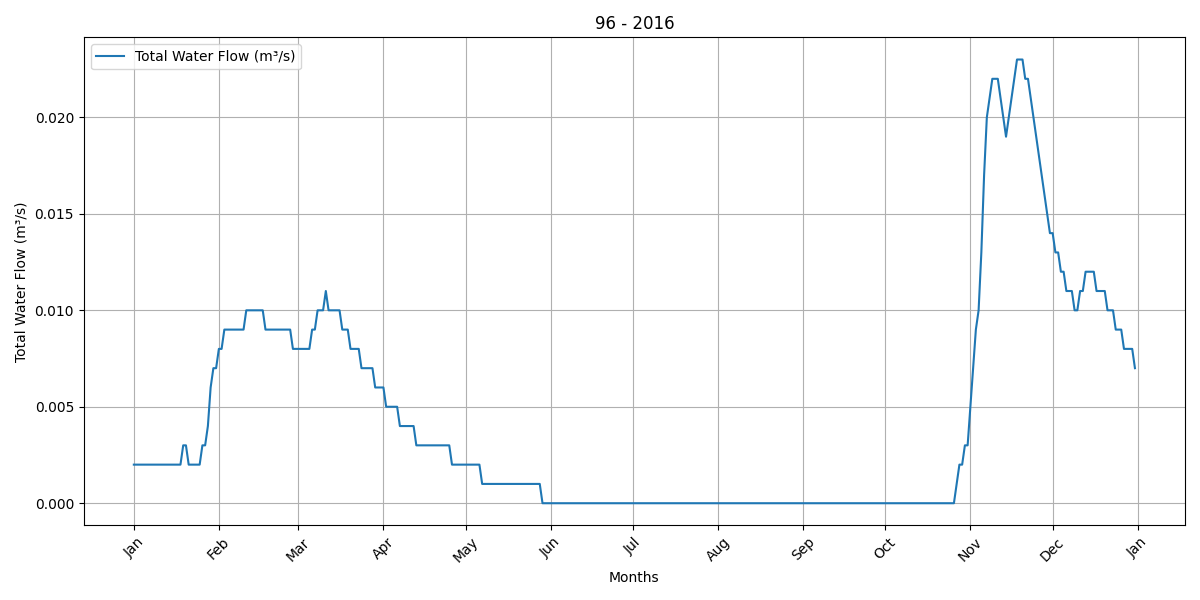 96 - 2016
Total Water Flow (m³/s)
Total Water Flow (m³/s)
0.020
0.015
0.010
0.005
0.000
Jan
Feb
Mar
Apr
May
Jun
Jul
Aug
Sep
Oct
Nov
Dec
Jan
Months